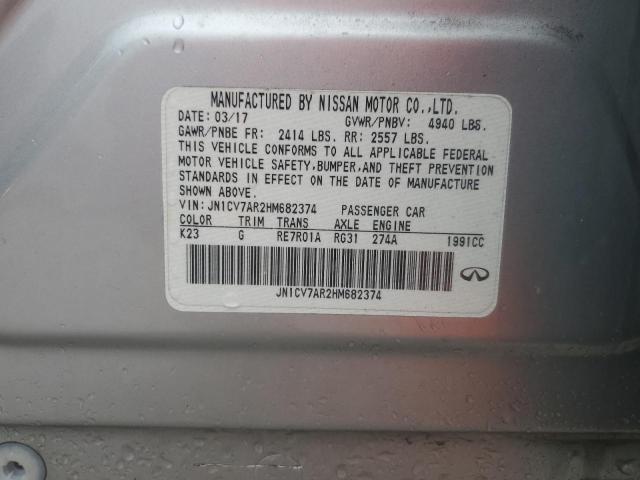 MANUFACTURED BY NISSAN MOTOR CO.,LTD.
DATE: 03/17 GVWR/PNBV: 4940 LBS.
GAWR/PNBE FR: 2414 LBS. RR: 2557 LBS.
THIS VEHICLE CONFORMS TO ALL APPLICABLE FEDERAL
MOTOR VEHICLE SAFETY,BUMPER,AND THEFT PREVENTION
STANDARDS IN EFFECT ON THE DATE OF MANUFACTURE
SHOWN ABOVE.
VIN:JN1CV7AR2HM682374 PASSENGER CAR
COLOR TRIM TRANS AXLE ENGINE
K23 G RE7R01A RG31 274A 1991CC
JN1CV7AR2HM682374